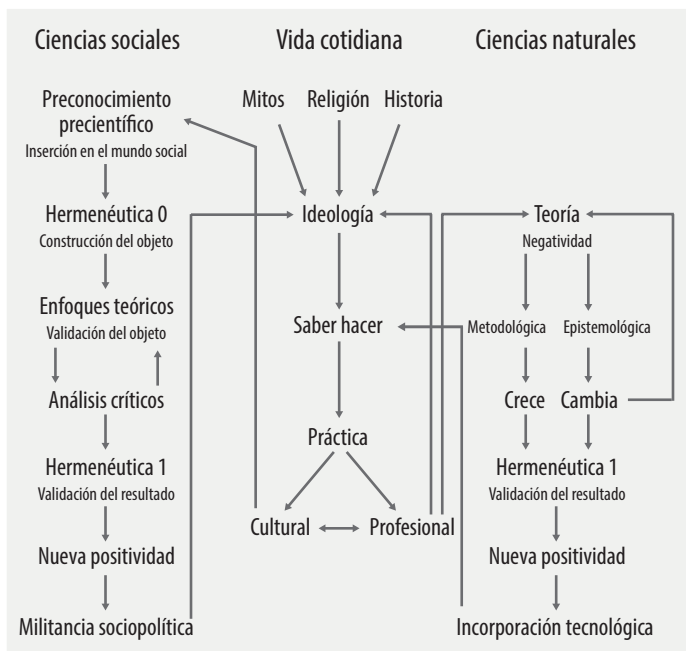 Ciencias sociales
Preconocimiento
precientífico
Inserción en el mundo social
Hermenéutica 0
Construcción del objeto
Enfoques teóricos
Validación del objeto
Análisis críticos
Hermenéutica 1
Validación del resultado
Nueva positividad
Militancia sociopolítica
Vida cotidiana
Mitos Religión Historia
Ideología
Saber hacer
Práctica
Cultural Profesional
Ciencias naturales
Teoría
Negatividad
Metodológica Epistemológica
Crece Cambia
Hermenéutica 1
Validación del resultado
Nueva positividad
Incorporación tecnológica